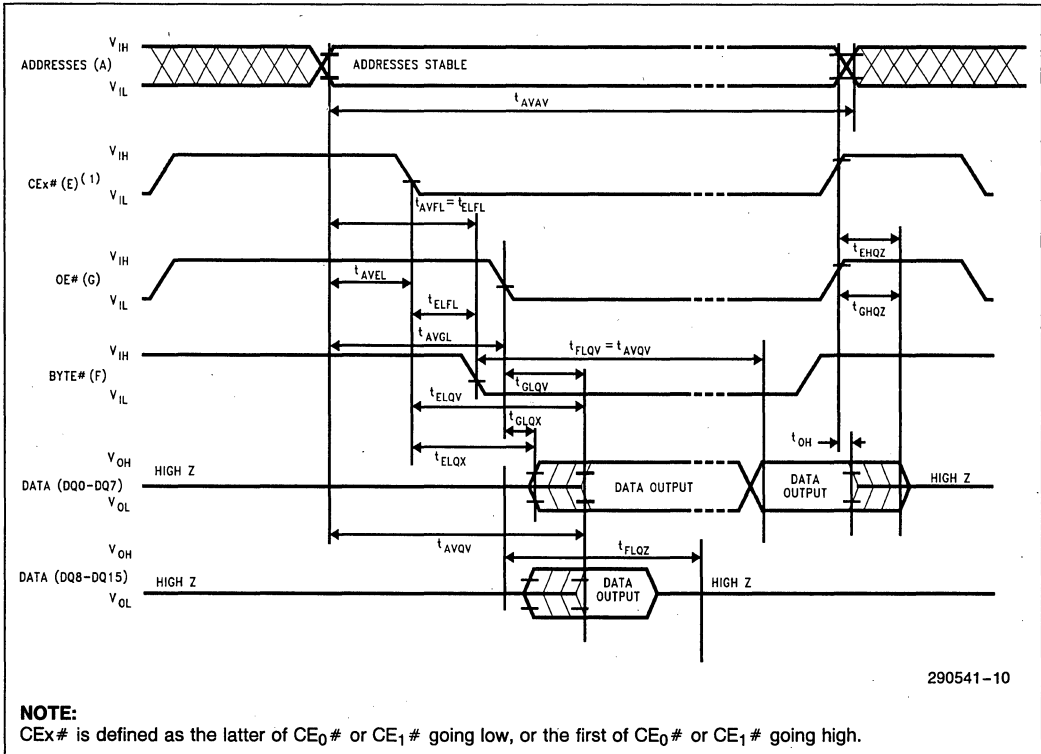 V_IH
ADDRESSES (A)
ADDRESSES STABLE
V_IL
t_AVAV
V_IH
CEx# (E)(1)
V_IL
t_AVFL = t_ELFL
V_IH
t_EHQZ
OE# (G)
t_AVEL
V_IL
t_ELFL
t_GHQZ
t_AVGL
V_IH
t_FLQV = t_AVQV
BYTE# (F)
t_GLQV
V_IL
t_ELQV
t_GLQX
t_OH
t_ELQX
V_OH
HIGH Z
DATA (DQ0-DQ7)
DATA OUTPUT
DATA OUTPUT
HIGH Z
V_OL
t_AVQV
t_FLQZ
V_OH
DATA (DQ8-DQ15)
HIGH Z
DATA OUTPUT
HIGH Z
V_OL
290541-10
NOTE:
CEx# is defined as the latter of CE0# or CE1# going low, or the first of CE0# or CE1# going high.